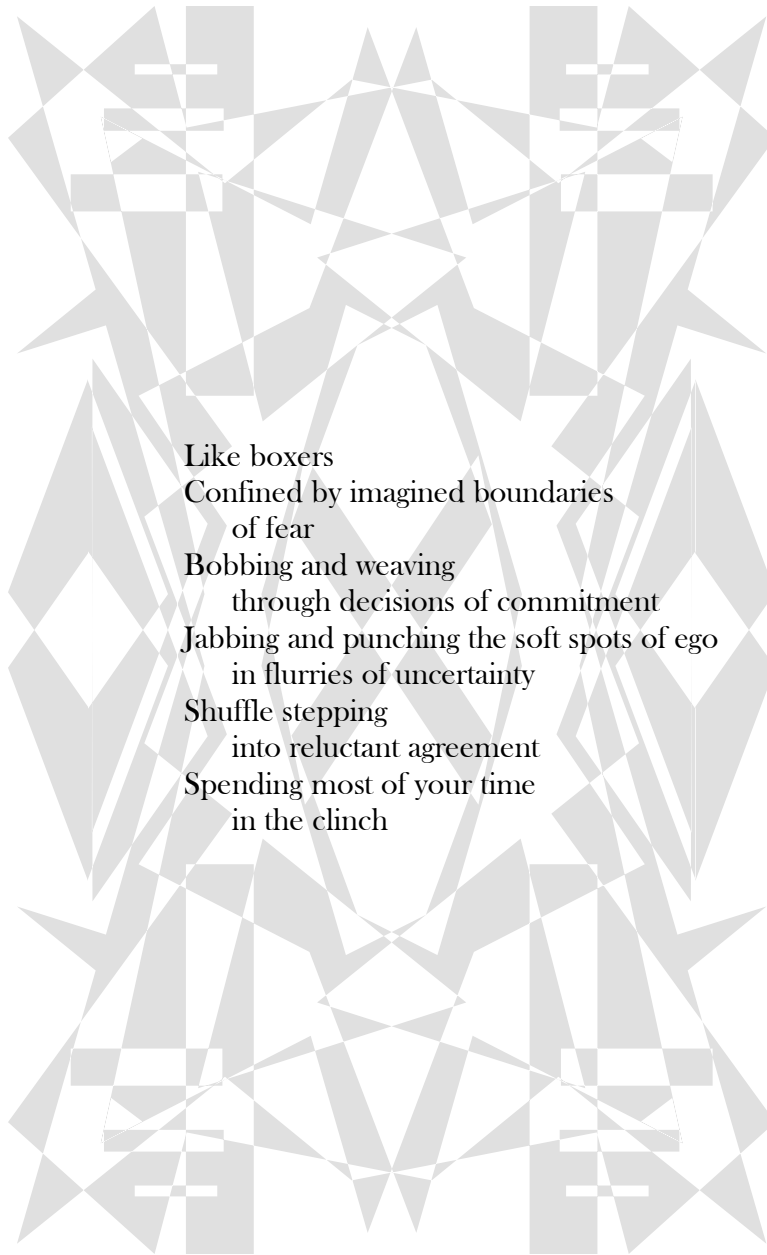 Like boxers
Confined by imagined boundaries
of fear
Bobbing and weaving
through decisions of commitment
Jabbing and punching the soft spots of ego
in flurries of uncertainty
Shuffle stepping
into reluctant agreement
Spending most of your time
in the clinch